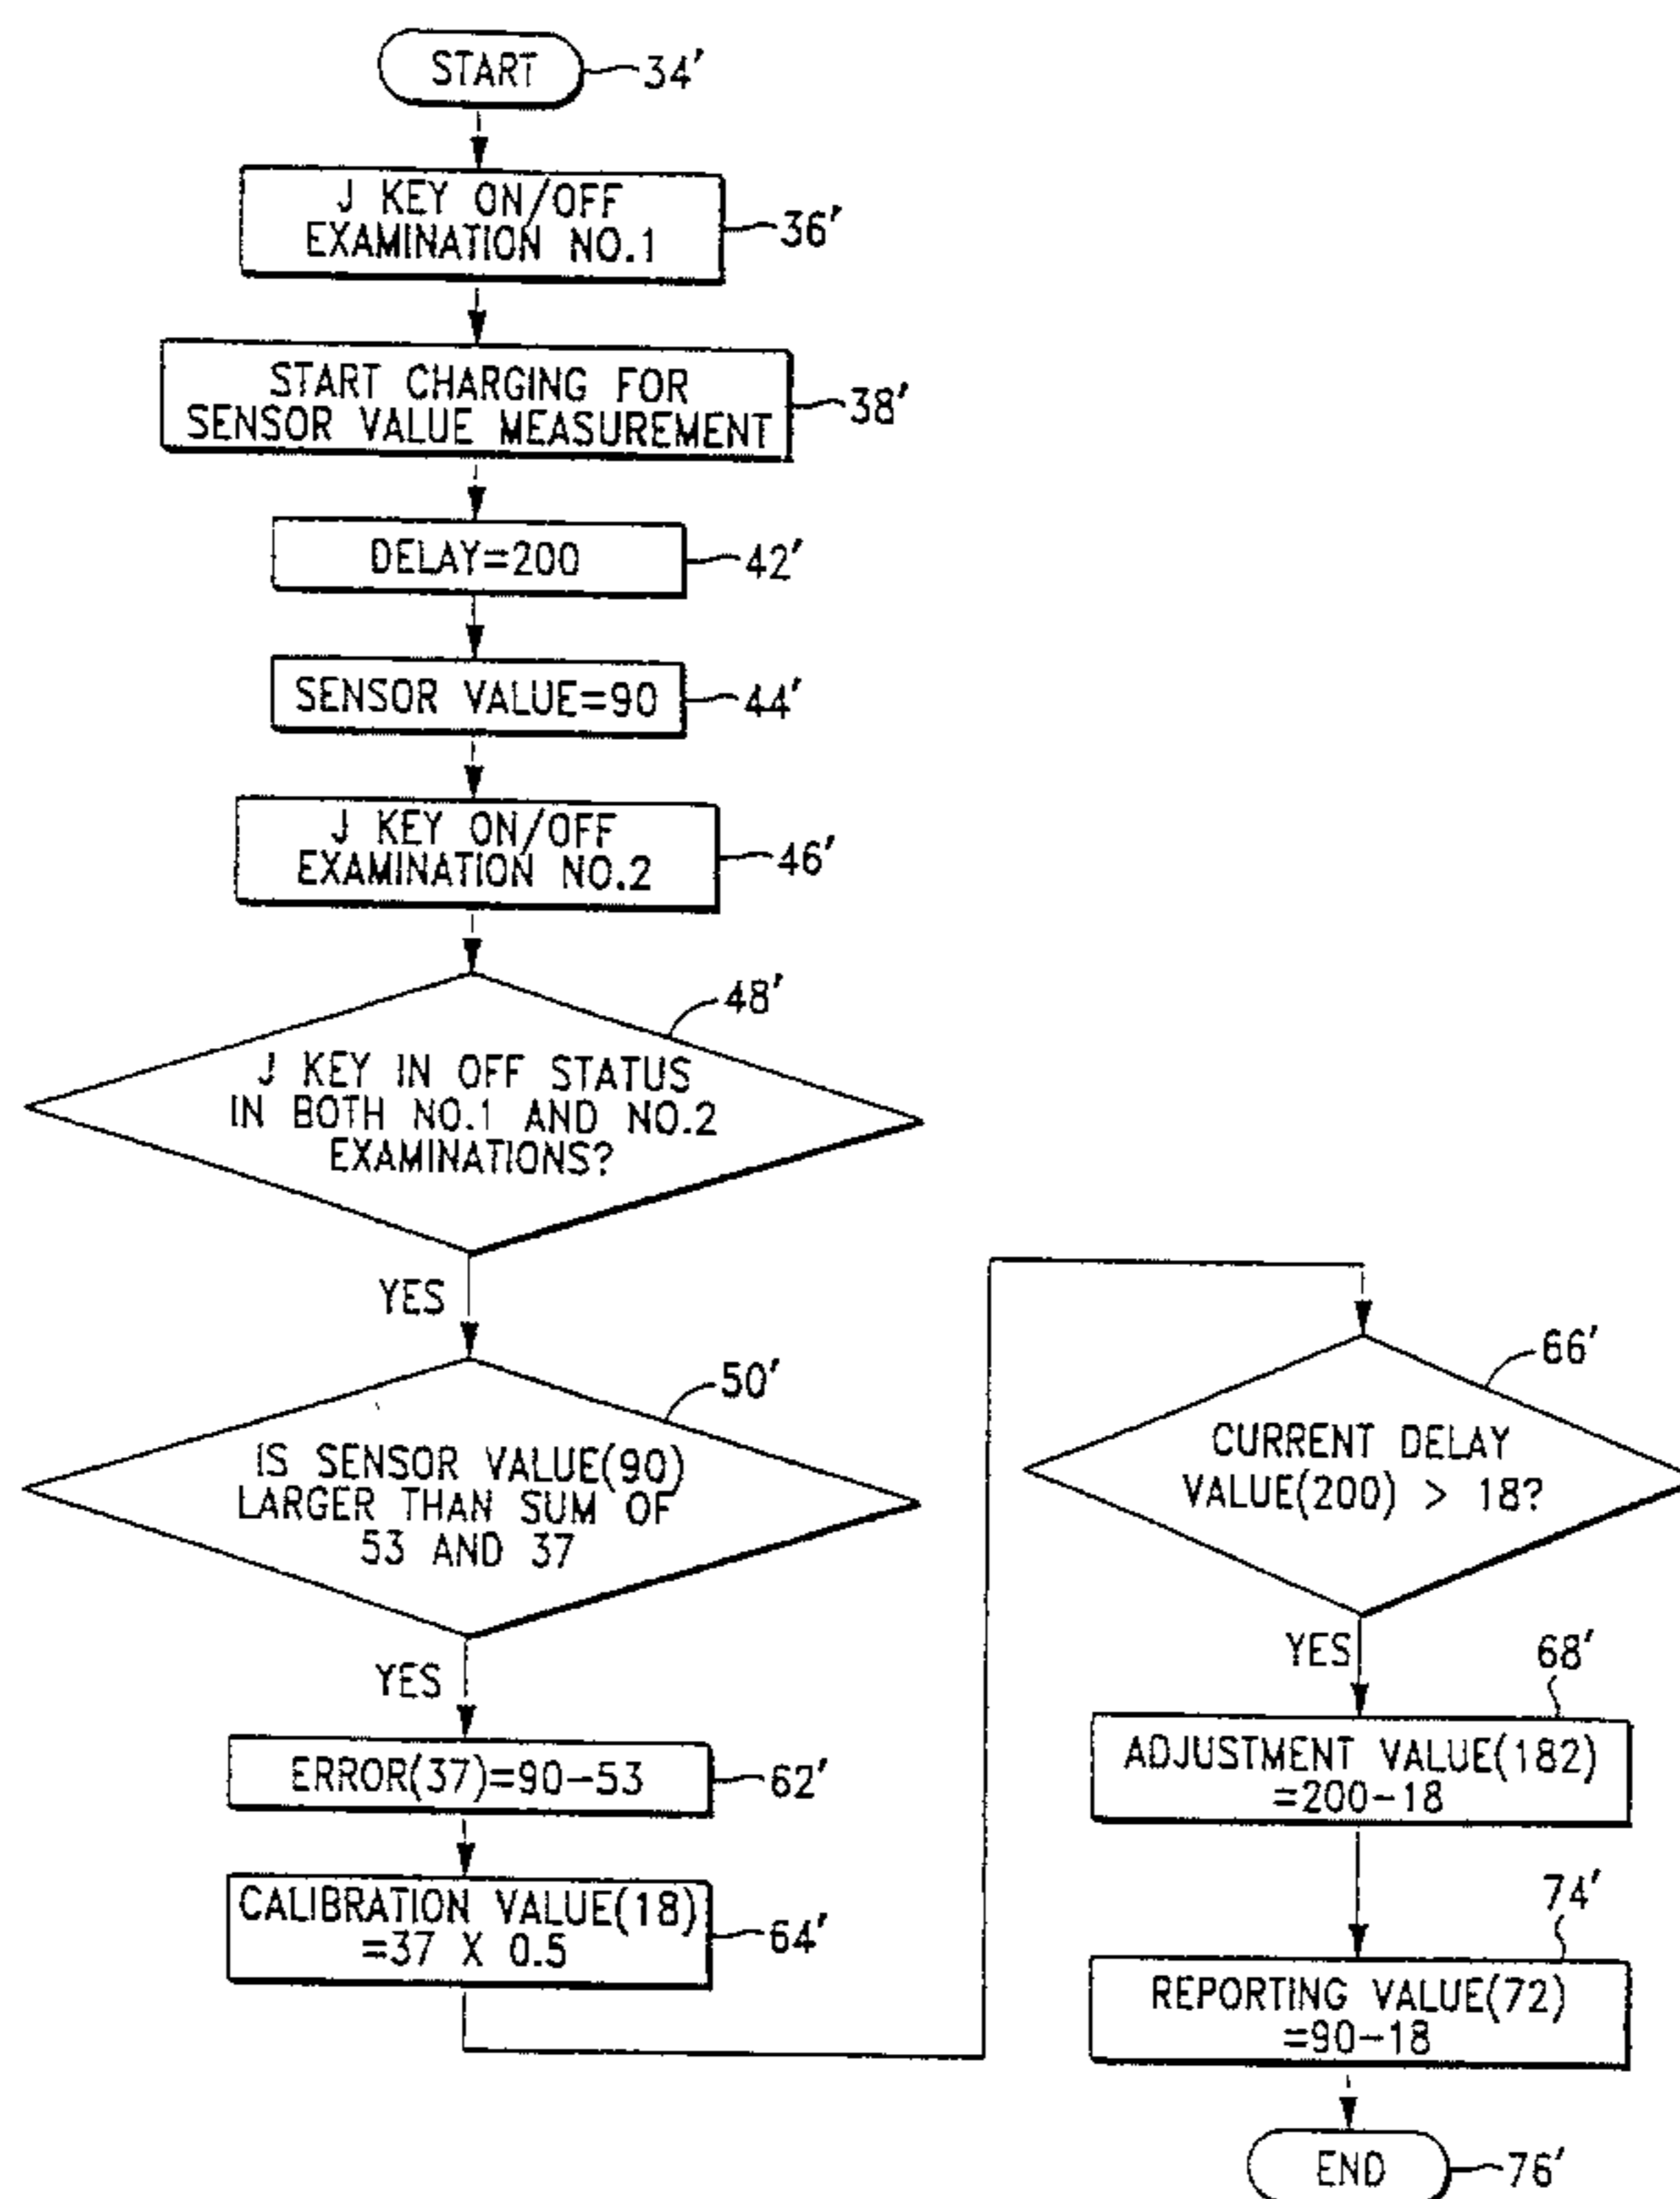 START
34'
J KEY ON/OFF
EXAMINATION NO.1
36'
START CHARGING FOR
SENSOR VALUE MEASUREMENT
38'
DELAY=200
42'
SENSOR VALUE=90
44'
J KEY ON/OFF
EXAMINATION NO.2
46'
48'
J KEY IN OFF STATUS
IN BOTH NO.1 AND NO.2
EXAMINATIONS?
YES
50'
IS SENSOR VALUE(90)
LARGER THAN SUM OF
53 AND 37
YES
ERROR(37)=90-53
62'
CALIBRATION VALUE(18)
=37 X 0.5
64'
66'
CURRENT DELAY
VALUE(200) > 18?
YES
68'
ADJUSTMENT VALUE(182)
=200-18
74'
REPORTING VALUE(72)
=90-18
END
76'